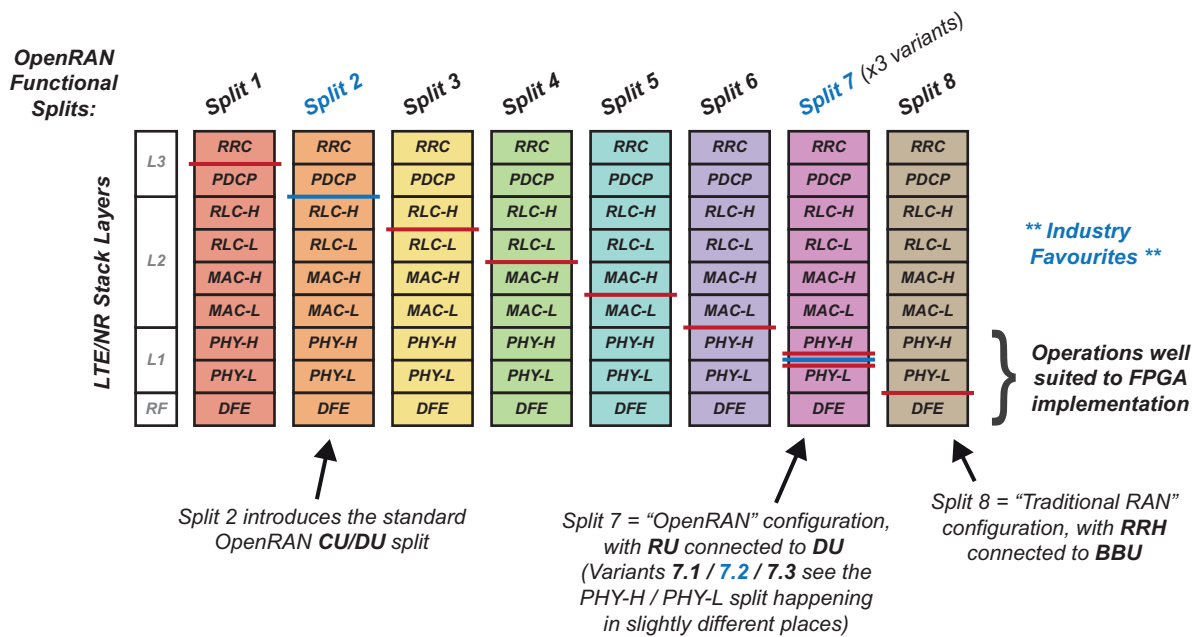 OpenRAN
Functional
Splits:
Split 1
Split 2
Split 3
Split 4
Split 5
Split 6
Split 7 (x3 variants)
Split 8
LTE/NR Stack Layers
L3
RRC RRC RRC RRC RRC RRC RRC RRC
PDCP PDCP PDCP PDCP PDCP PDCP PDCP PDCP
L2
RLC-H RLC-H RLC-H RLC-H RLC-H RLC-H RLC-H RLC-H
RLC-L RLC-L RLC-L RLC-L RLC-L RLC-L RLC-L RLC-L
MAC-H MAC-H MAC-H MAC-H MAC-H MAC-H MAC-H MAC-H
MAC-L MAC-L MAC-L MAC-L MAC-L MAC-L MAC-L MAC-L
L1
PHY-H PHY-H PHY-H PHY-H PHY-H PHY-H PHY-H PHY-H
PHY-L PHY-L PHY-L PHY-L PHY-L PHY-L PHY-L PHY-L
RF
DFE DFE DFE DFE DFE DFE DFE DFE
** Industry
Favourites **
Operations well
suited to FPGA
implementation
Split 2 introduces the standard
OpenRAN CU/DU split
Split 7 = “OpenRAN” configuration,
with RU connected to DU
(Variants 7.1 / 7.2 / 7.3 see the
PHY-H / PHY-L split happening
in slightly different places)
Split 8 = “Traditional RAN”
configuration, with RRH
connected to BBU